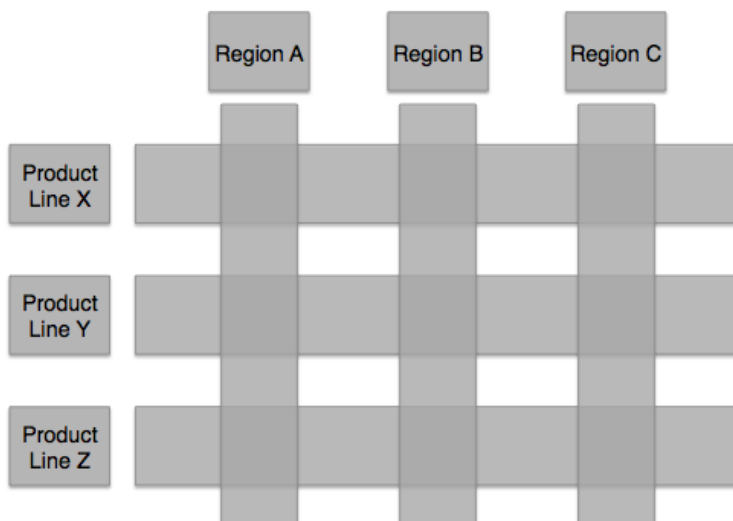 Region A
Region B
Region C
Product
Line X
Product
Line Y
Product
Line Z